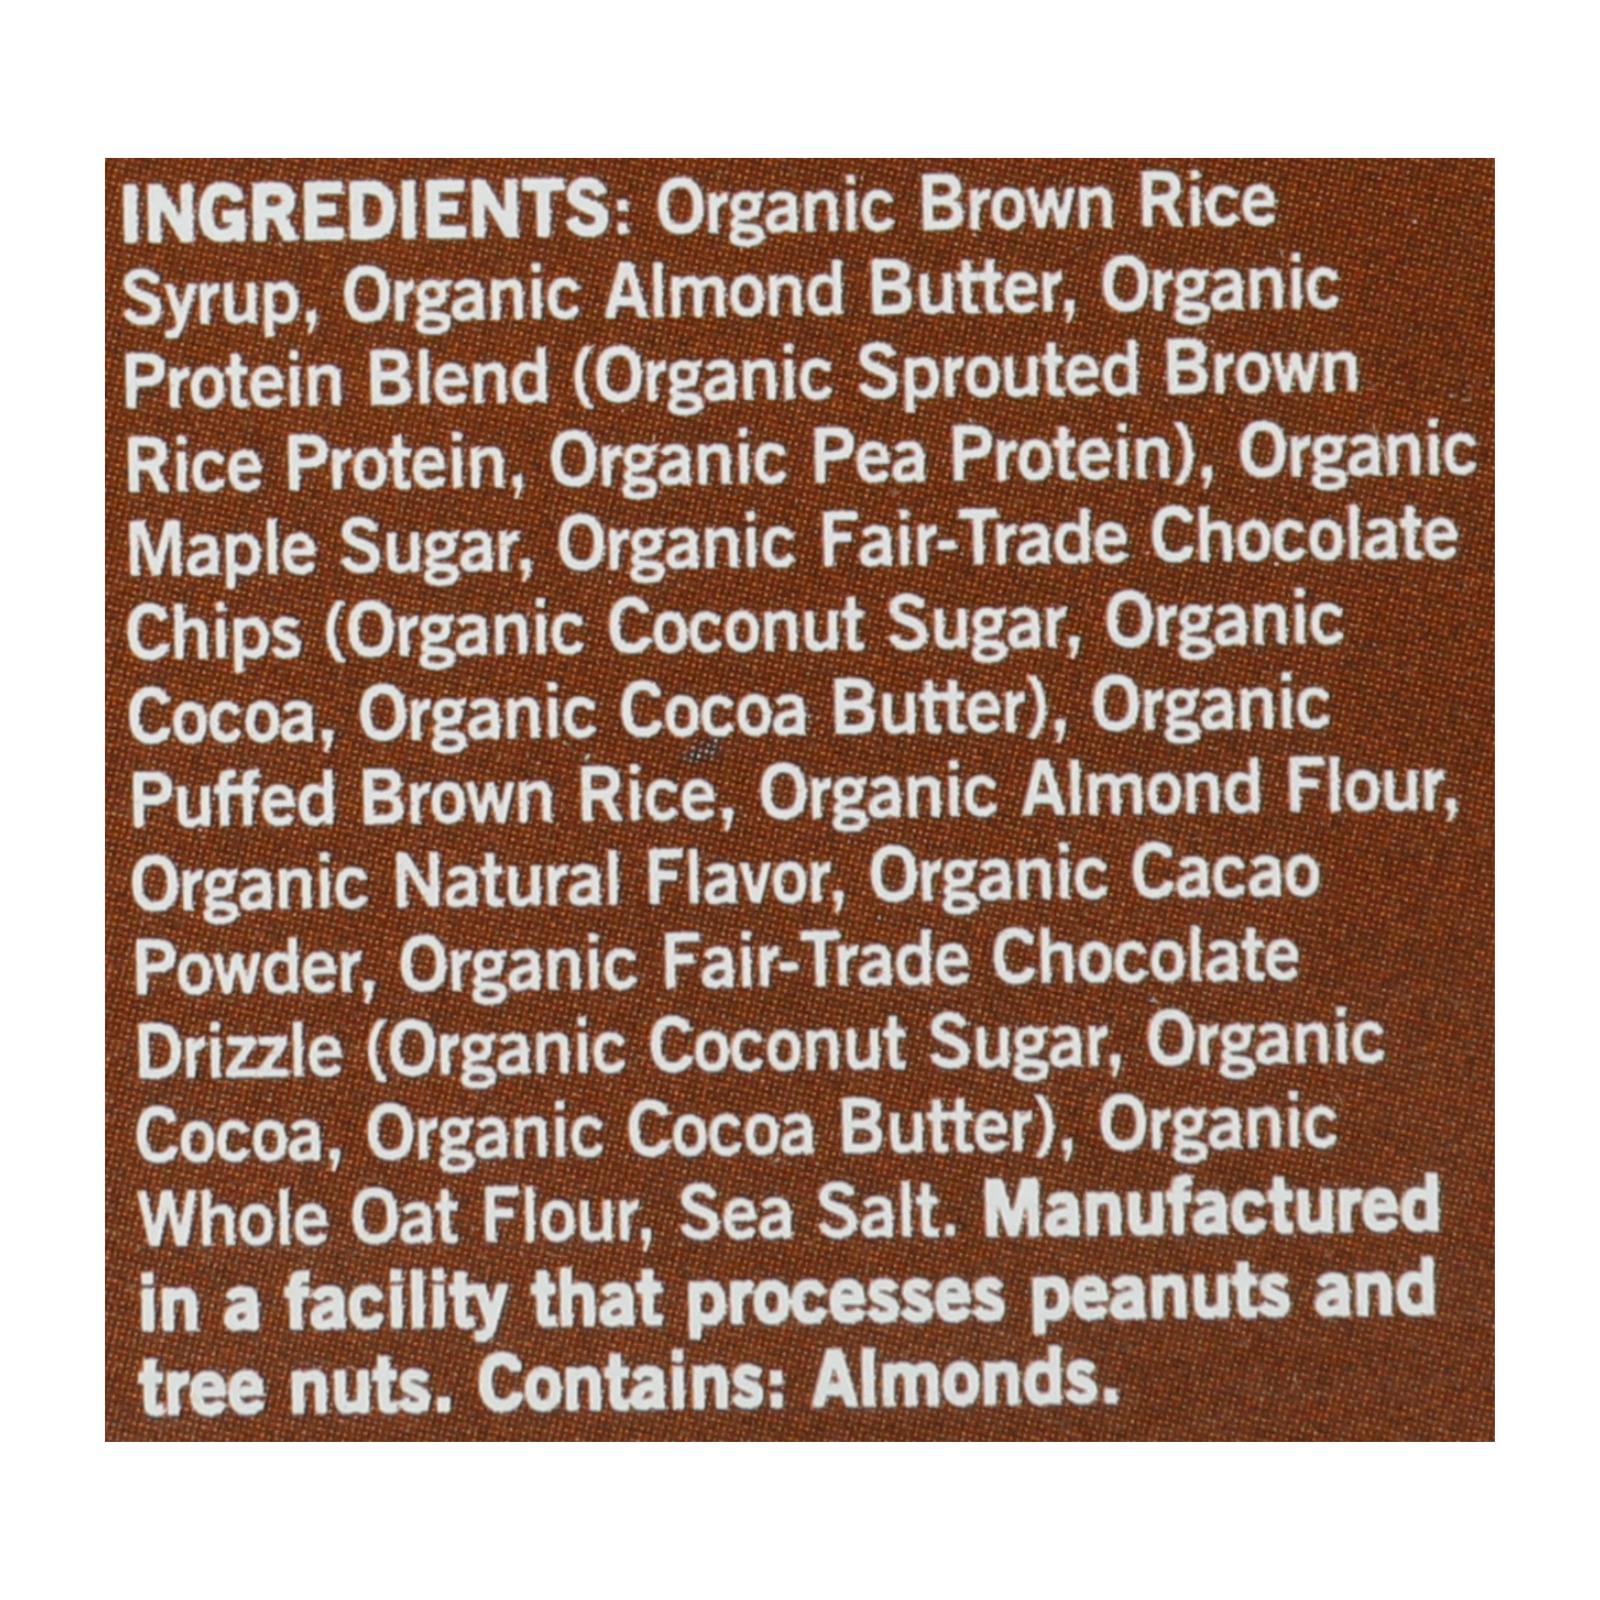 INGREDIENTS: Organic Brown Rice
Syrup, Organic Almond Butter, Organic
Protein Blend (Organic Sprouted Brown
Rice Protein, Organic Pea Protein), Organic
Maple Sugar, Organic Fair-Trade Chocolate
Chips (Organic Coconut Sugar, Organic
Cocoa, Organic Cocoa Butter), Organic
Puffed Brown Rice, Organic Almond Flour,
Organic Natural Flavor, Organic Cacao
Powder, Organic Fair-Trade Chocolate
Drizzle (Organic Coconut Sugar, Organic
Cocoa, Organic Cocoa Butter), Organic
Whole Oat Flour, Sea Salt. Manufactured
in a facility that processes peanuts and
tree nuts. Contains: Almonds.